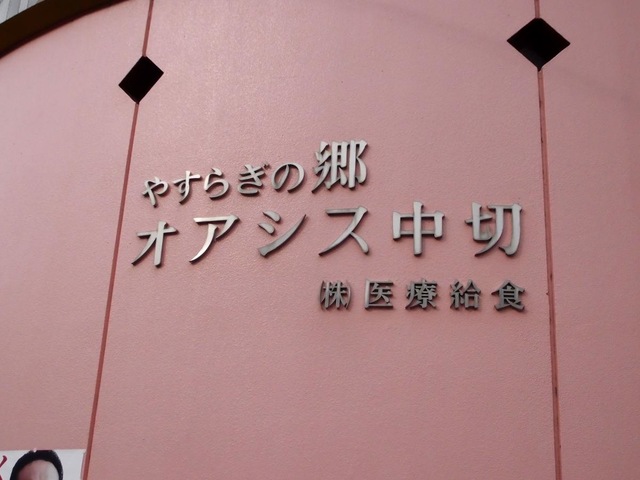 やすらぎの郷
オアシス中切
㈱医療給食